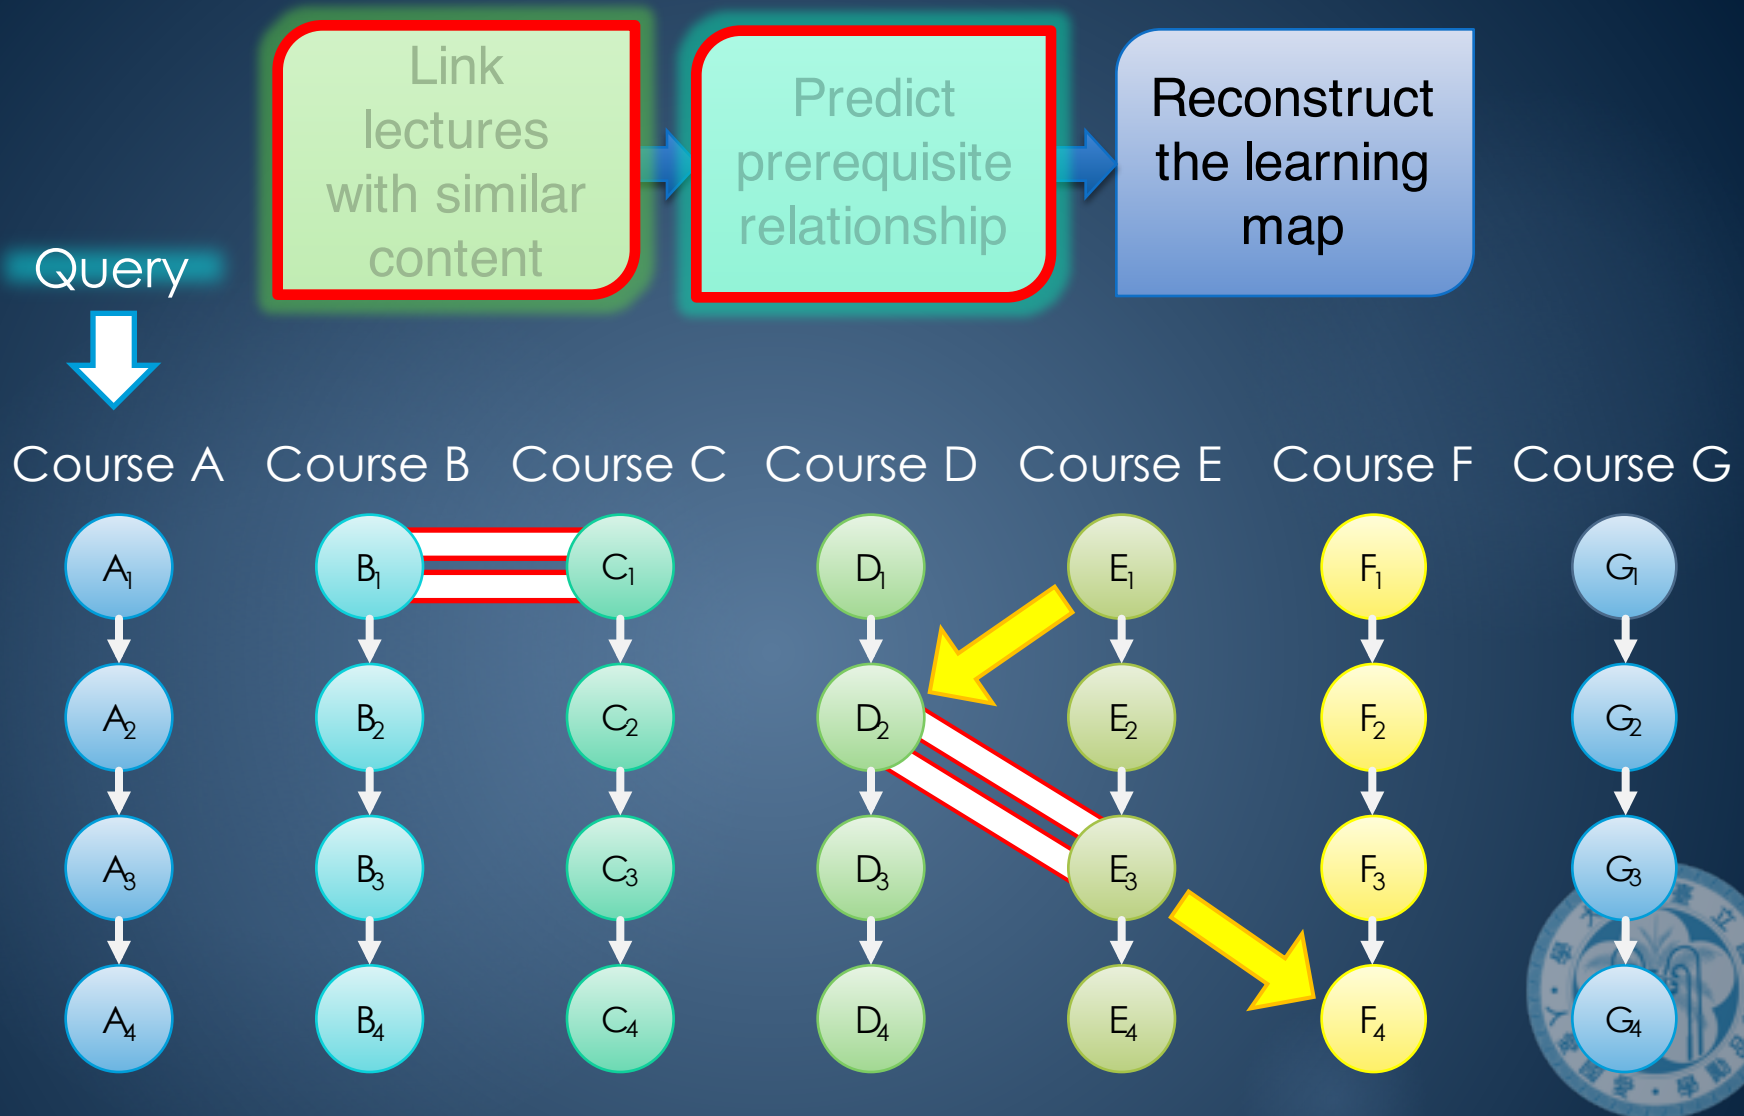 Link
lectures
with similar
content
Predict
prerequisite
relationship
Reconstruct
the learning
map
Query
Course A Course B Course C Course D Course E Course F Course G
A1 B1 C1 D1 E1 F1 G1
A2 B2 C2 D2 E2 F2 G2
A3 B3 C3 D3 E3 F3 G3
A4 B4 C4 D4 E4 F4 G4